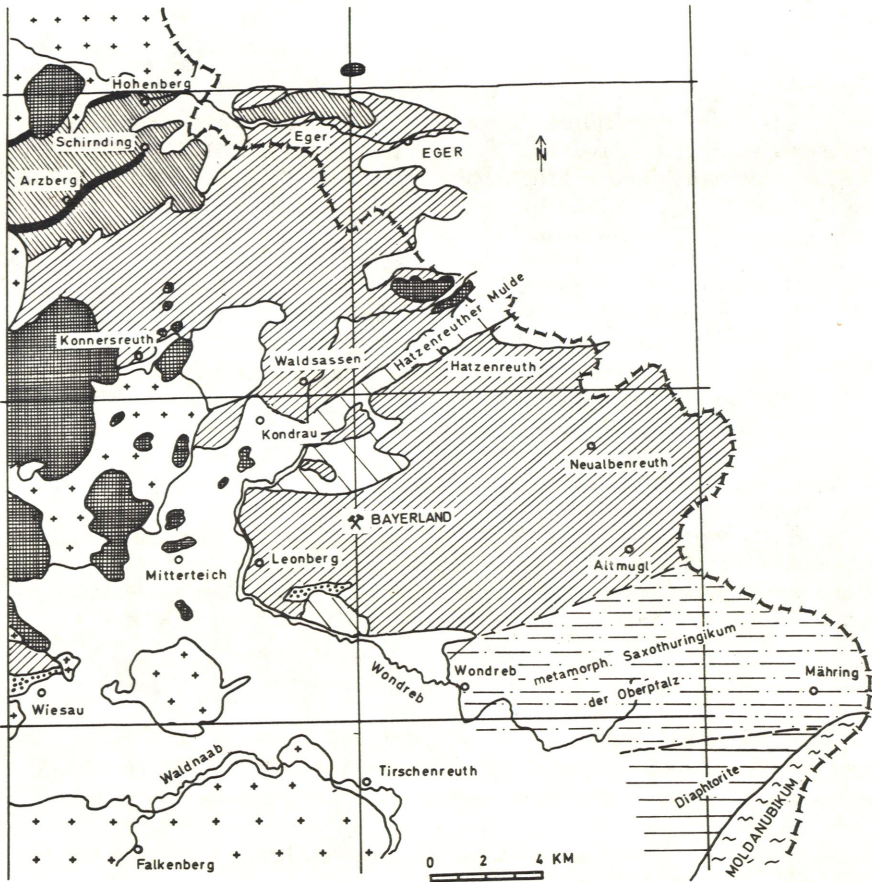 Hohenberg
Schirnding
Eger
EGER
N
Arzberg
Hatzenreuther Mulde
Konnersreuth
Waldsassen
Hatzenreuth
Kondrau
Neualbenreuth
BAYERLAND
Leonberg
Altmugl
Mitterteich
metamorph. Saxothuringikum
der Oberpfalz
Wondreb
Wondreb
Mähring
Wiesau
Waldnaab
Tirschenreuth
Diaphtorite
MOLDANUBIKUM
Falkenberg
0 2 4 KM